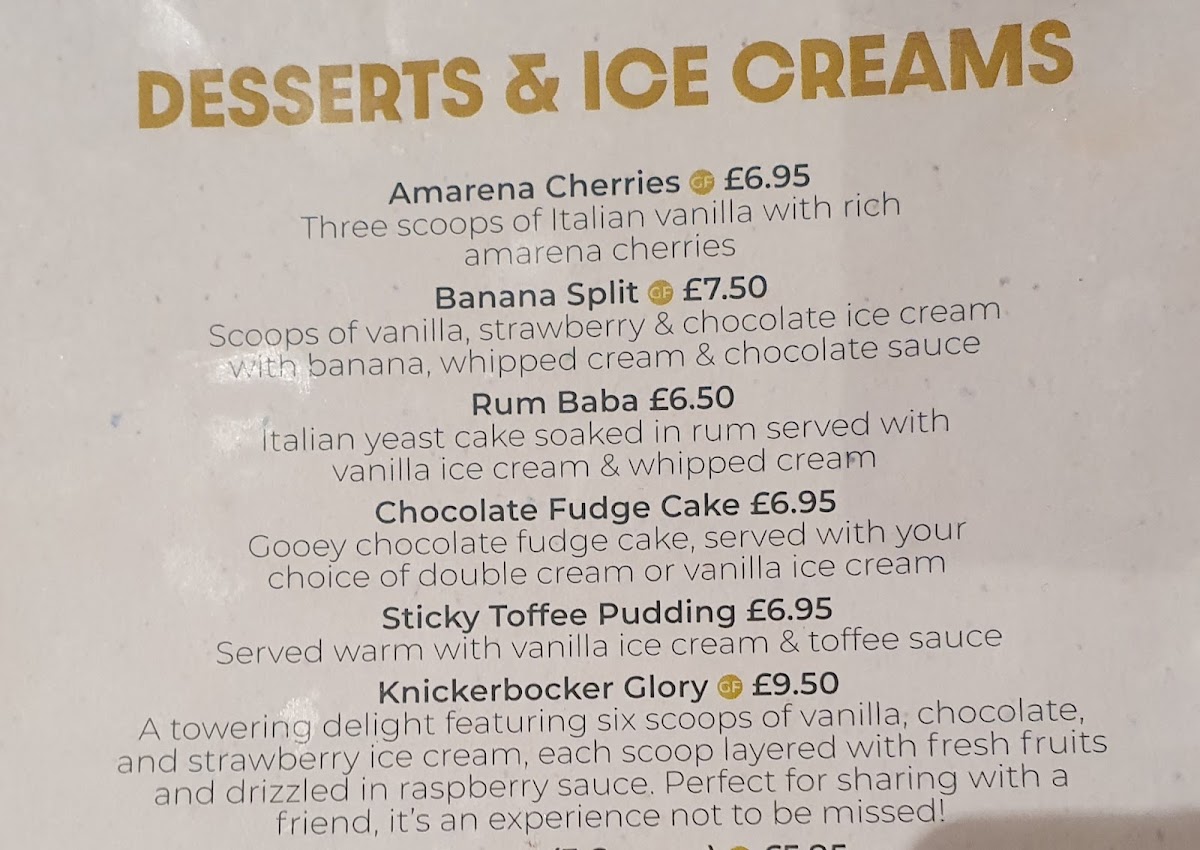 DESSERTS & ICE CREAMS
Amarena Cherries GF £6.95
Three scoops of Italian vanilla with rich
amarena cherries
Banana Split GF £7.50
Scoops of vanilla, strawberry & chocolate ice cream
with banana, whipped cream & chocolate sauce
Rum Baba £6.50
Italian yeast cake soaked in rum served with
vanilla ice cream & whipped cream
Chocolate Fudge Cake £6.95
Gooey chocolate fudge cake, served with your
choice of double cream or vanilla ice cream
Sticky Toffee Pudding £6.95
Served warm with vanilla ice cream & toffee sauce
Knickerbocker Glory GF £9.50
A towering delight featuring six scoops of vanilla, chocolate,
and strawberry ice cream, each scoop layered with fresh fruits
and drizzled in raspberry sauce. Perfect for sharing with a
friend, it's an experience not to be missed!